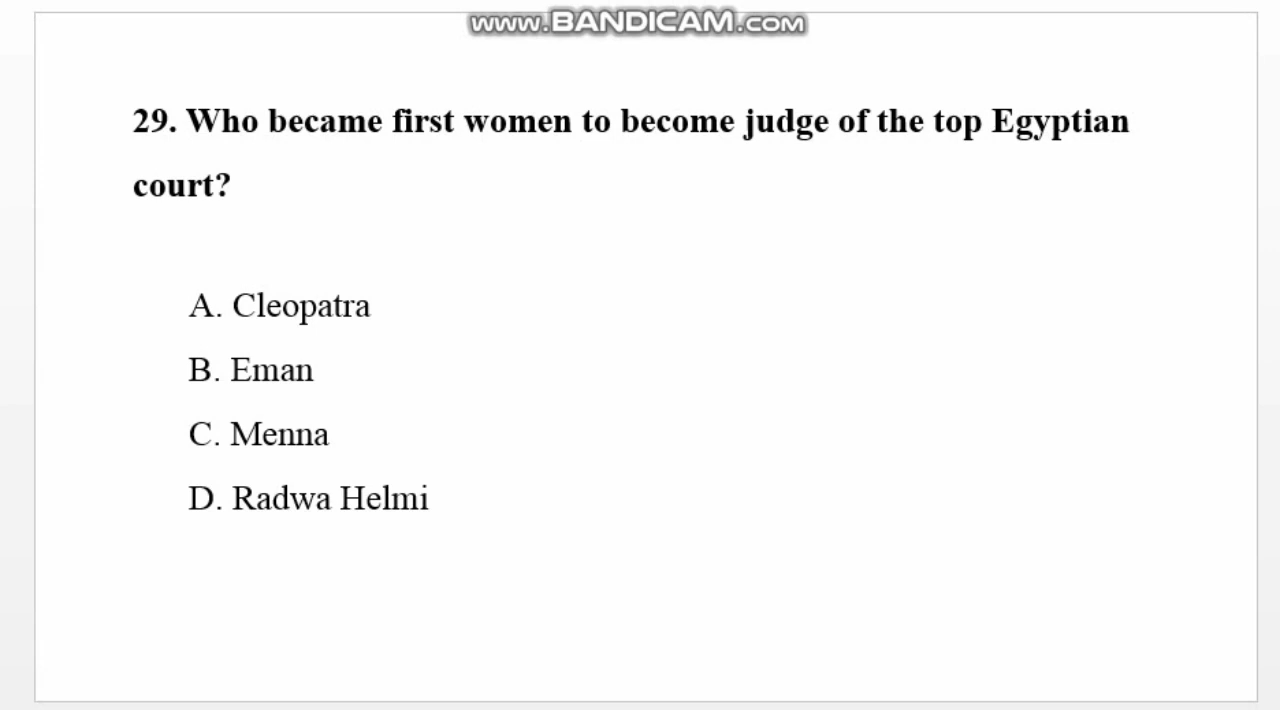 www.BANDICAM.com
29. Who became first women to become judge of the top Egyptian
court?
A. Cleopatra
B. Eman
C. Menna
D. Radwa Helmi